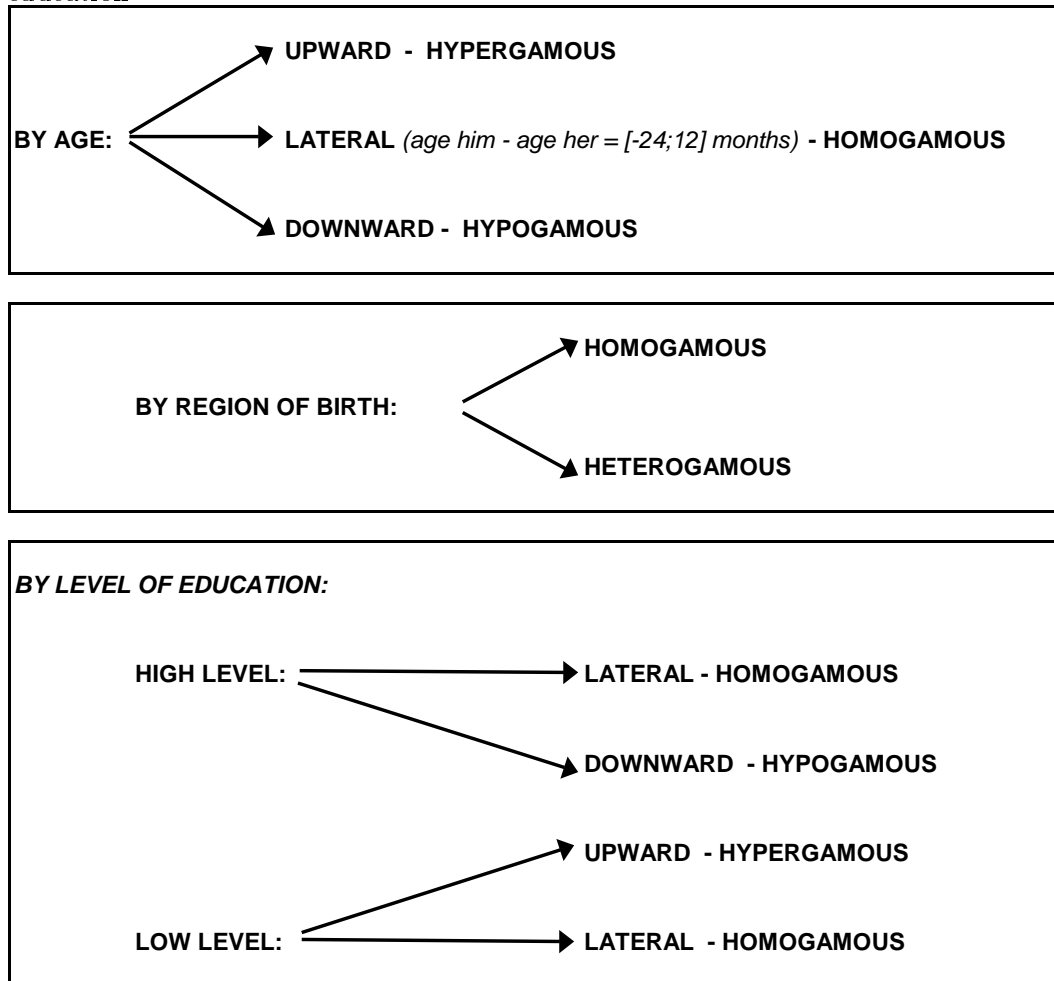 UPWARD - HYPERGAMOUS
BY AGE:
LATERAL (age him - age her = [-24;12] months) - HOMOGAMOUS
DOWNWARD - HYPOGAMOUS
HOMOGAMOUS
BY REGION OF BIRTH:
HETEROGAMOUS
BY LEVEL OF EDUCATION:
HIGH LEVEL:
LATERAL - HOMOGAMOUS
DOWNWARD - HYPOGAMOUS
UPWARD - HYPERGAMOUS
LOW LEVEL:
LATERAL - HOMOGAMOUS